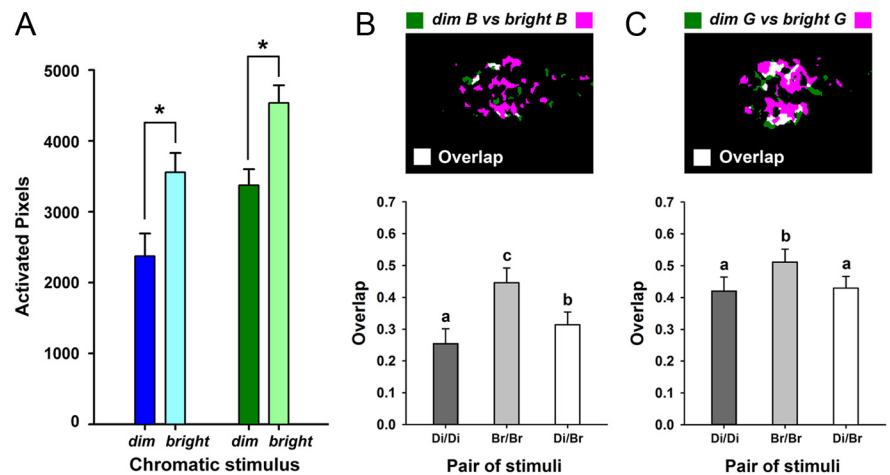 A
B
C
dim B vs bright B
dim G vs bright G
Overlap
Overlap
*
*
Activated Pixels
5000
4000
3000
2000
1000
0
dim bright dim bright
Chromatic stimulus
Overlap
0.7
0.6
0.5
0.4
0.3
0.2
0.1
0.0
a
c
b
Di/Di Br/Br Di/Br
Pair of stimuli
Overlap
0.7
0.6
0.5
0.4
0.3
0.2
0.1
0.0
a
b
a
Di/Di Br/Br Di/Br
Pair of stimuli